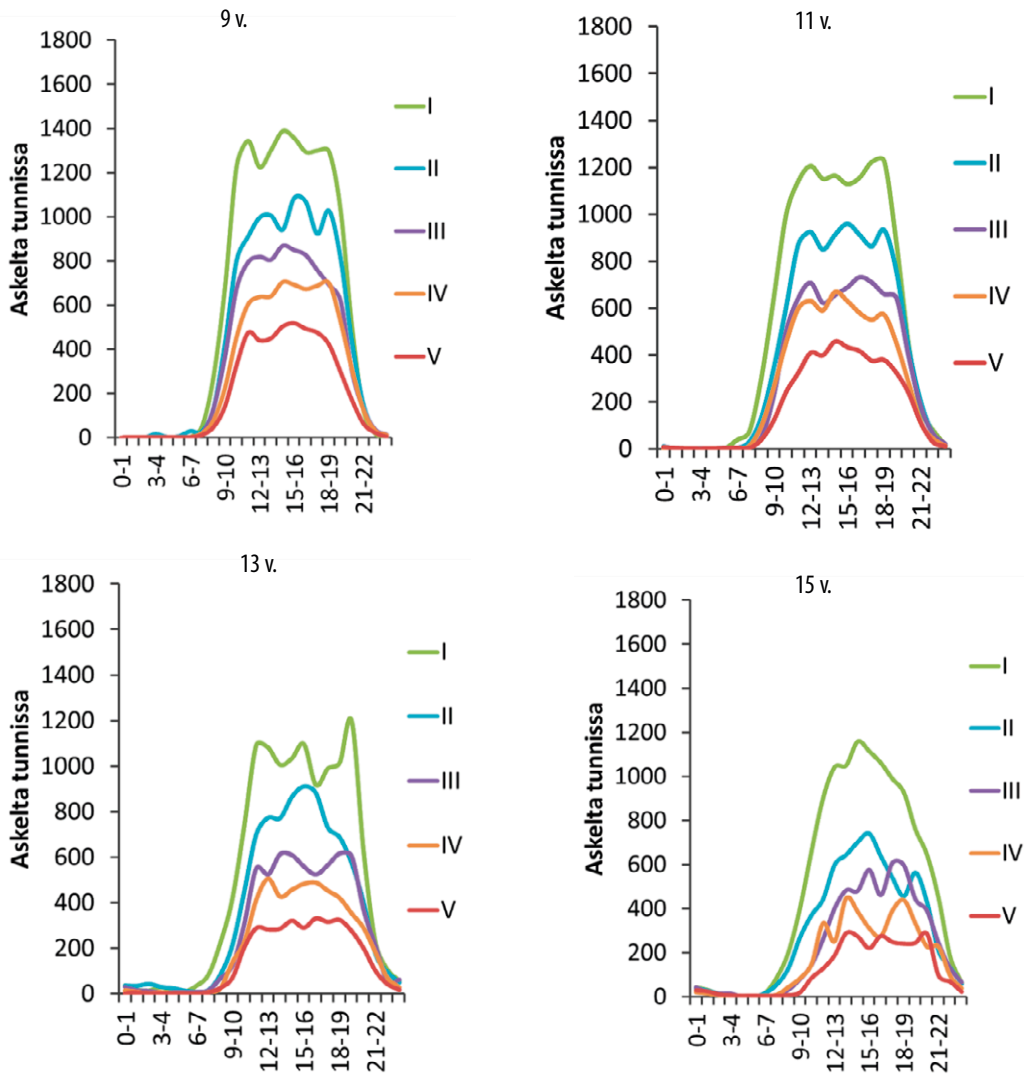 9 v.
Askelta tunnissa
1800
1600
1400
1200
1000
800
600
400
200
0
0-1
3-4
6-7
9-10
12-13
15-16
18-19
21-22
I
II
III
IV
V
11 v.
Askelta tunnissa
1800
1600
1400
1200
1000
800
600
400
200
0
0-1
3-4
6-7
9-10
12-13
15-16
18-19
21-22
I
II
III
IV
V
13 v.
Askelta tunnissa
1800
1600
1400
1200
1000
800
600
400
200
0
0-1
3-4
6-7
9-10
12-13
15-16
18-19
21-22
I
II
III
IV
V
15 v.
Askelta tunnissa
1800
1600
1400
1200
1000
800
600
400
200
0
0-1
3-4
6-7
9-10
12-13
15-16
18-19
21-22
I
II
III
IV
V